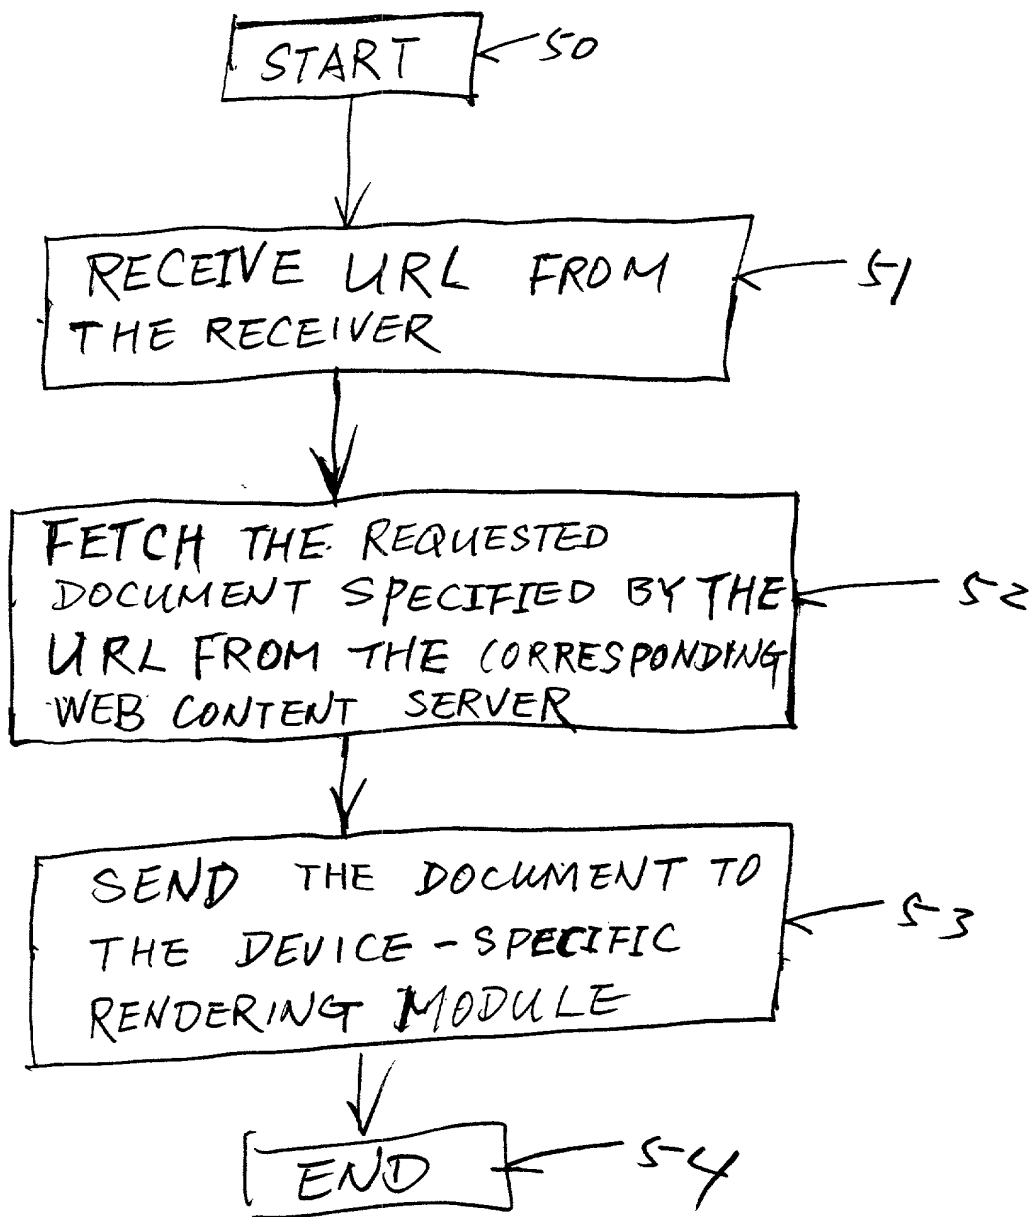 START
50
RECEIVE URL FROM
THE RECEIVER
51
FETCH THE REQUESTED
DOCUMENT SPECIFIED BY THE
URL FROM THE CORRESPONDING
WEB CONTENT SERVER
52
SEND THE DOCUMENT TO
THE DEVICE-SPECIFIC
RENDERING MODULE
53
END
54